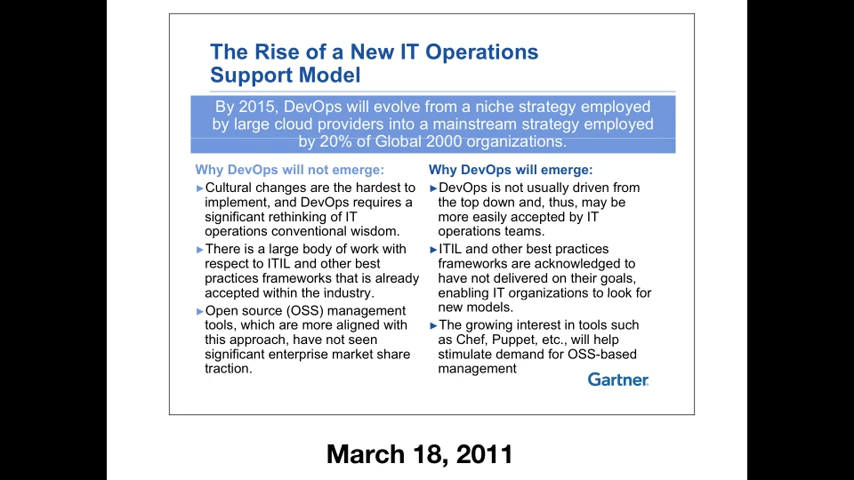 The Rise of a New IT Operations
Support Model
By 2015, DevOps will evolve from a niche strategy employed
by large cloud providers into a mainstream strategy employed
by 20% of Global 2000 organizations.
Why DevOps will not emerge:
►Cultural changes are the hardest to
implement, and DevOps requires a
significant rethinking of IT
operations conventional wisdom.
►There is a large body of work with
respect to ITIL and other best
practices frameworks that is already
accepted within the industry.
►Open source (OSS) management
tools, which are more aligned with
this approach, have not seen
significant enterprise market share
traction.
Why DevOps will emerge:
►DevOps is not usually driven from
the top down and, thus, may be
more easily accepted by IT
operations teams.
►ITIL and other best practices
frameworks are acknowledged to
have not delivered on their goals,
enabling IT organizations to look for
new models.
►The growing interest in tools such
as Chef, Puppet, etc., will help
stimulate demand for OSS-based
management
Gartner
March 18, 2011